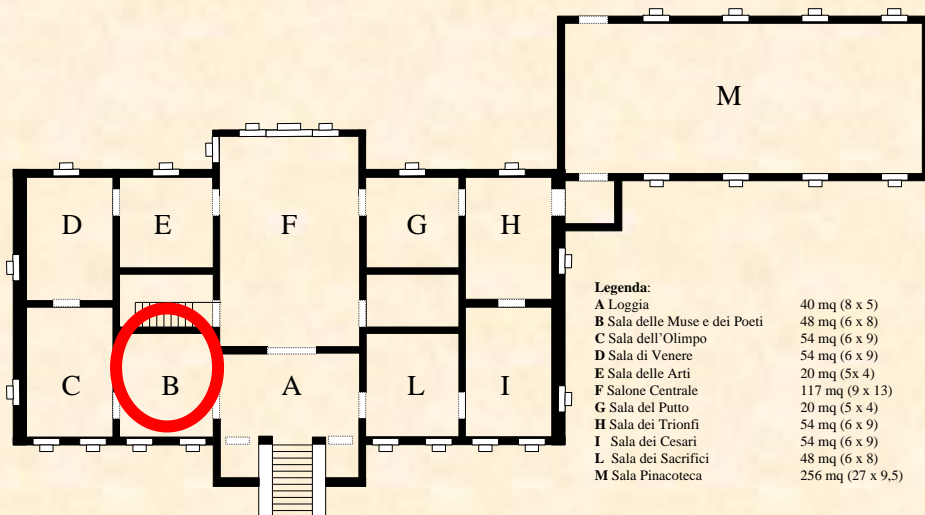 M
D
E
F
G
H
C
B
A
L
I
Legenda:
A Loggia 40 mq (8 x 5)
B Sala delle Muse e dei Poeti 48 mq (6 x 8)
C Sala dell'Olimpo 54 mq (6 x 9)
D Sala di Venere 54 mq (6 x 9)
E Sala delle Arti 20 mq (5x 4)
F Salone Centrale 117 mq (9 x 13)
G Sala del Putto 20 mq (5 x 4)
H Sala dei Trionfi 54 mq (6 x 9)
I Sala dei Cesari 54 mq (6 x 9)
L Sala dei Sacrifici 48 mq (6 x 8)
M Sala Pinacoteca 256 mq (27 x 9,5)